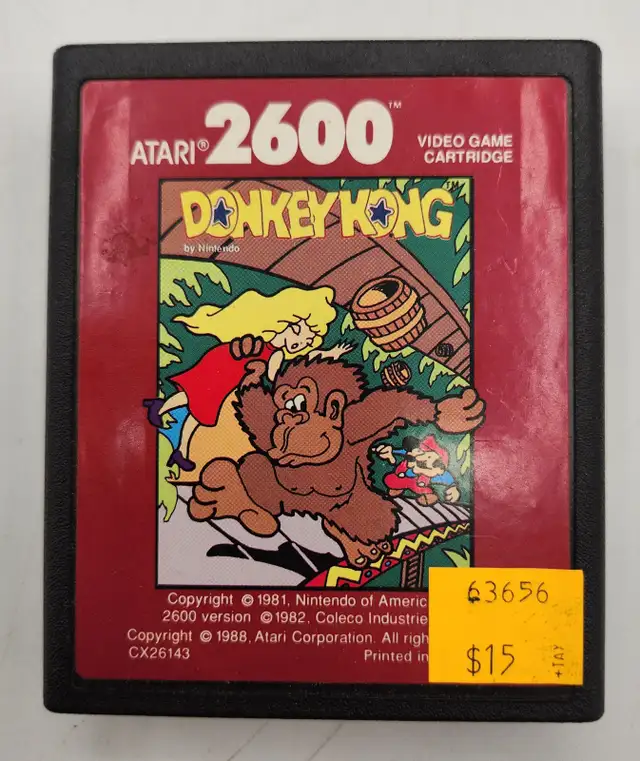 ATARI® 2600™
VIDEO GAME
CARTRIDGE
DONKEY KONG
by Nintendo
Copyright © 1981, Nintendo of Americ
2600 version © 1982, Coleco Industrie
Copyright © 1988, Atari Corporation. All righ
CX26143
Printed in
63656
$15
+TAX